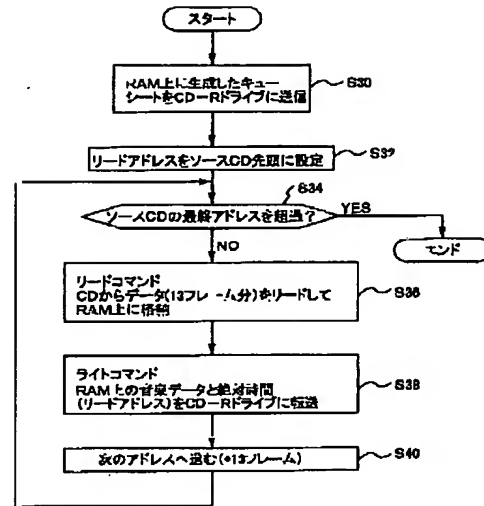 スタート
RAM上に生成したキュー
シートをCD-Rドライブに送信
S30
リードアドレスをソースCD先頭に設定
S32
S34
ソースCDの最終アドレスを超過?
YES
エンド
NO
リードコマンド
CDからデータ(13フレーム分)をリードして
RAM上に格納
S36
ライトコマンド
RAM上の音楽データと絶対時間
(リードアドレス)をCD-Rドライブに転送
S38
次のアドレスへ進む(+13フレーム)
S40